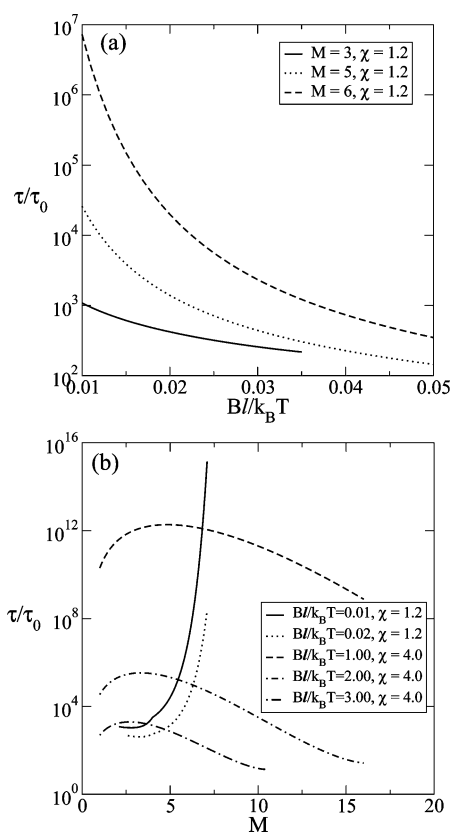 10^7
(a)
M = 3, χ = 1.2
M = 5, χ = 1.2
M = 6, χ = 1.2
10^6
10^5
τ/τ_0
10^4
10^3
10^2
0.01 0.02 0.03 0.04 0.05
Bl/k_BT
10^16
(b)
10^12
τ/τ_0
10^8
Bl/k_BT=0.01, χ = 1.2
Bl/k_BT=0.02, χ = 1.2
Bl/k_BT=1.00, χ = 4.0
Bl/k_BT=2.00, χ = 4.0
Bl/k_BT=3.00, χ = 4.0
10^4
10^0
0 5 10 15 20
M